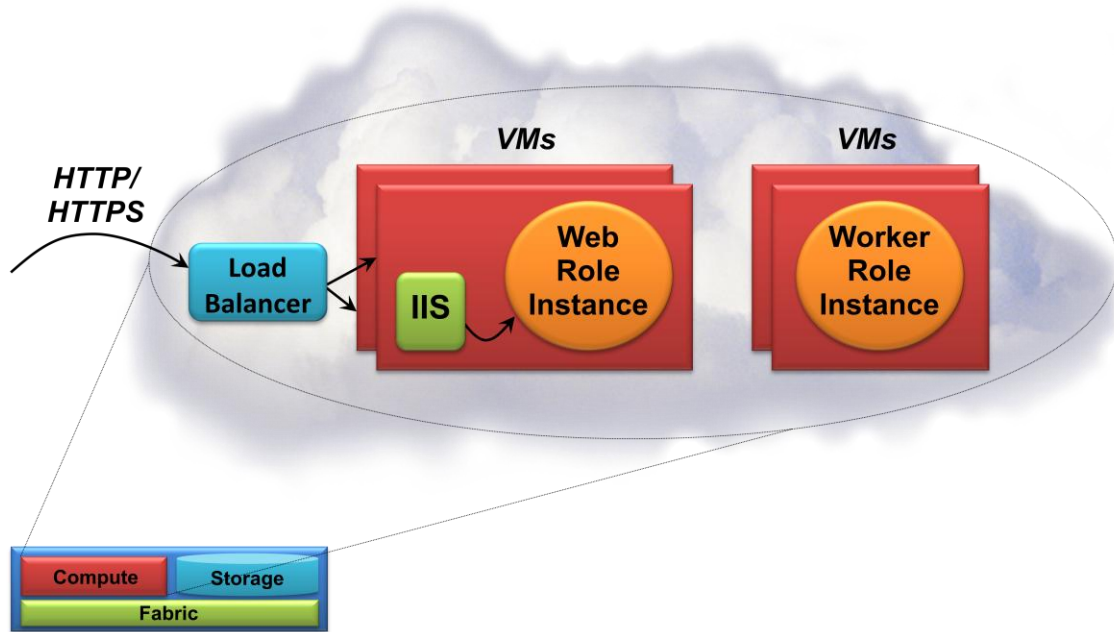 VMs
VMs
HTTP/
HTTPS
Load
Balancer
IIS
Web
Role
Instance
Worker
Role
Instance
Compute
Storage
Fabric